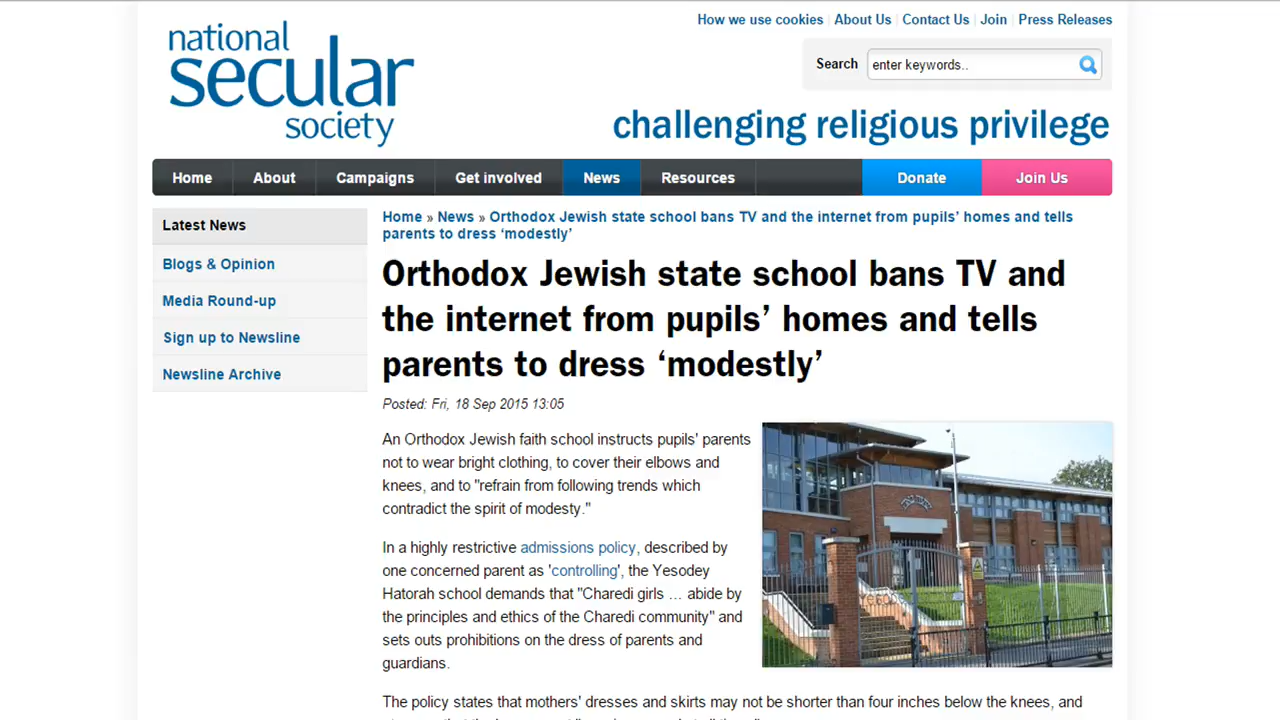 How we use cookies | About Us | Contact Us | Join | Press Releases
national
secular
society
Search
enter keywords..
challenging religious privilege
Home
About
Campaigns
Get involved
News
Resources
Donate
Join Us
Latest News
Blogs & Opinion
Media Round-up
Sign up to Newsline
Newsline Archive
Home » News » Orthodox Jewish state school bans TV and the internet from pupils’ homes and tells
parents to dress ‘modestly’
Orthodox Jewish state school bans TV and
the internet from pupils’ homes and tells
parents to dress ‘modestly’
Posted: Fri, 18 Sep 2015 13:05
An Orthodox Jewish faith school instructs pupils' parents
not to wear bright clothing, to cover their elbows and
knees, and to "refrain from following trends which
contradict the spirit of modesty."
In a highly restrictive admissions policy, described by
one concerned parent as 'controlling', the Yesodey
Hatorah school demands that "Charedi girls ... abide by
the principles and ethics of the Charedi community" and
sets outs prohibitions on the dress of parents and
guardians.
The policy states that mothers' dresses and skirts may not be shorter than four inches below the knees, and